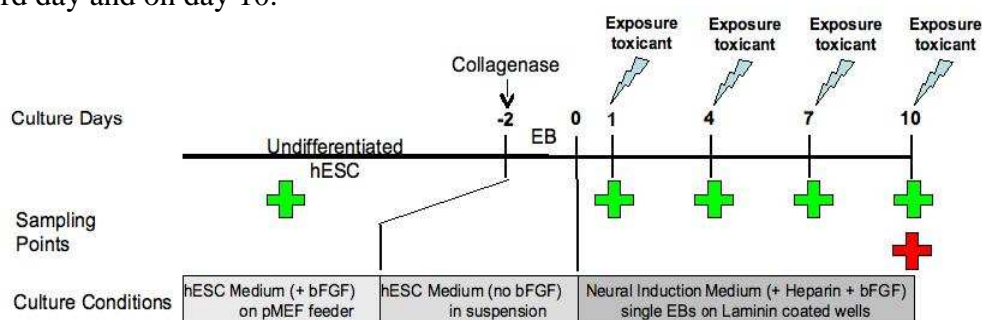 rd day and on day 10.
Exposure Exposure Exposure Exposure
toxicant toxicant toxicant toxicant
Collagenase
Culture Days -2 0 1 4 7 10
EB
Undifferentiated
hESC
Sampling
Points
Culture Conditions
hESC Medium (+ bFGF)
on pMEF feeder
hESC Medium (no bFGF)
in suspension
Neural Induction Medium (+ Heparin + bFGF)
single EBs on Laminin coated wells